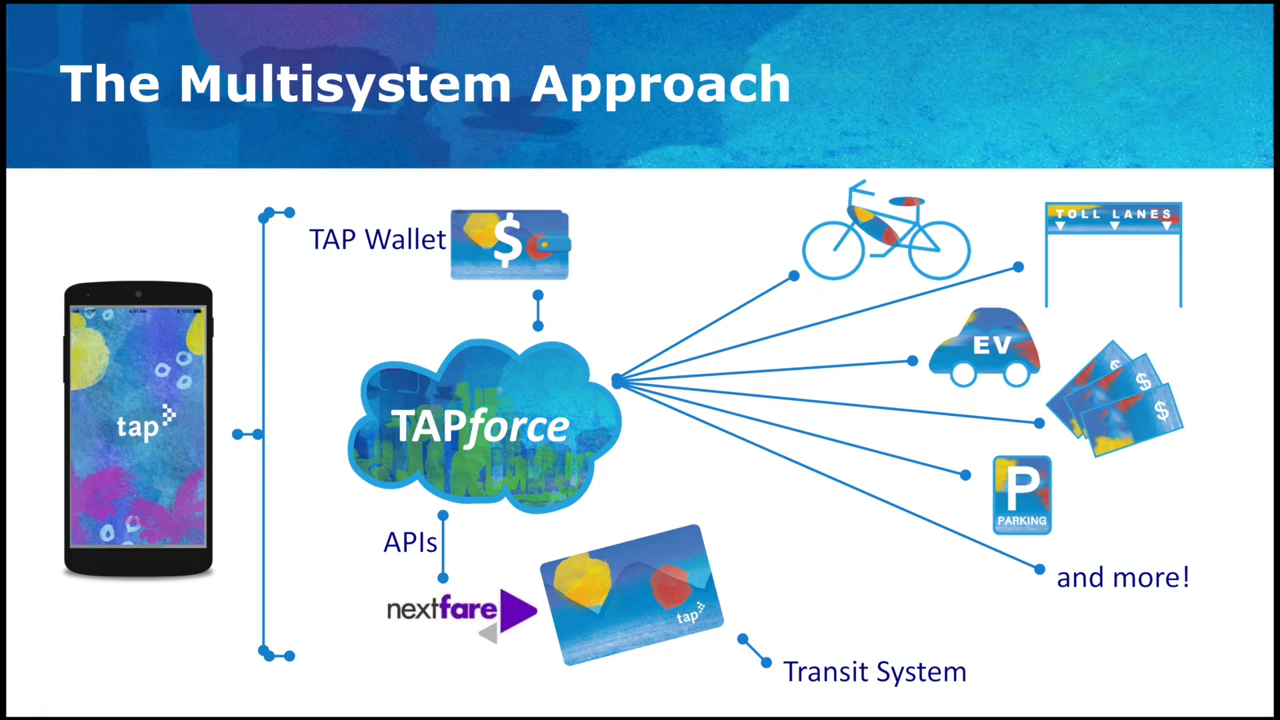 The Multisystem Approach
TAP Wallet
$
TOLL LANES
EV
$
$
$
tap
TAPforce
P
PARKING
APIs
nextfare
tap
and more!
Transit System